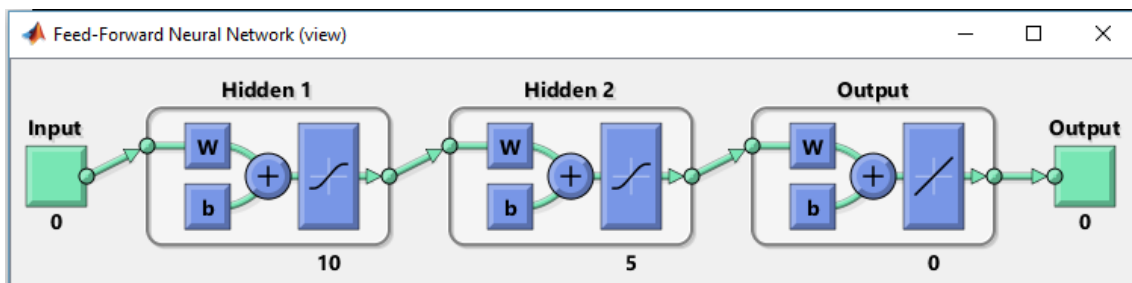 Feed-Forward Neural Network (view)
Hidden 1 Hidden 2 Output
Input Output
W W W
b b b
0 0
10 5 0